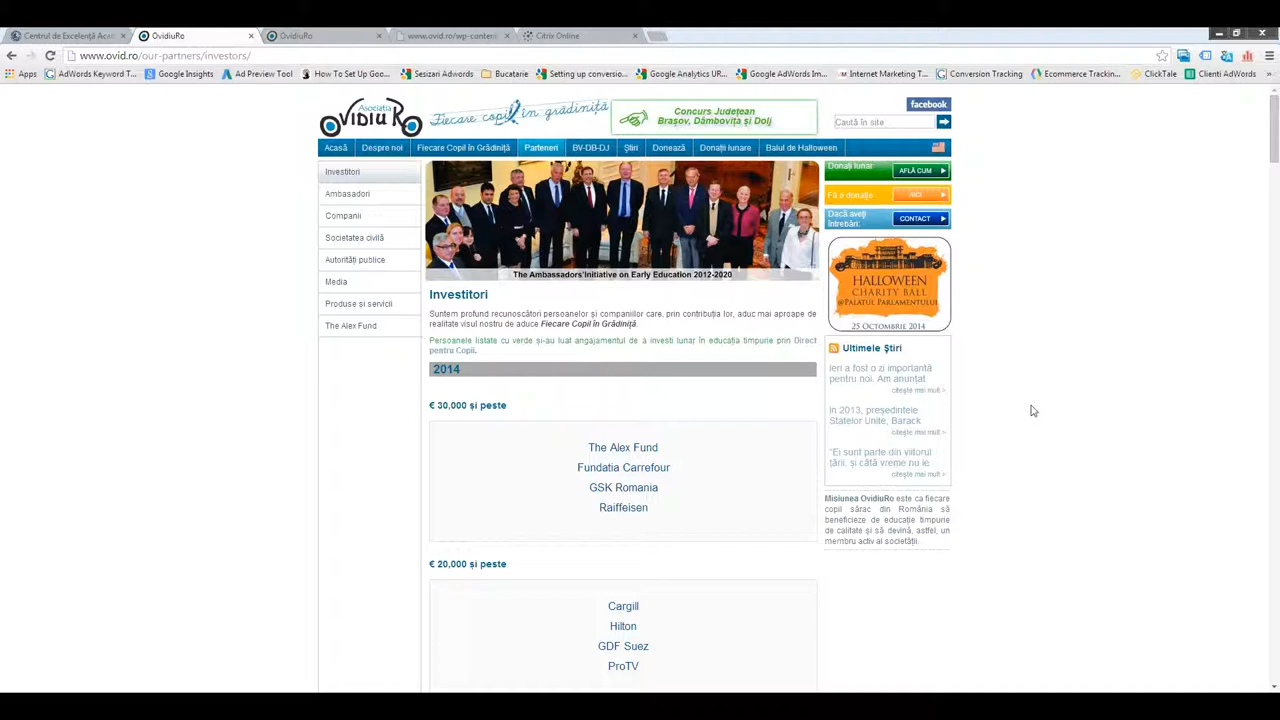 Centrul de Excelență Acad
OvidiuRo
OvidiuRo
www.ovid.ro/wp-conten
Citrix Online
www.ovid.ro/our-partners/investors/
Apps
AdWords Keyword T...
Google Insights
Ad Preview Tool
How To Set Up Goo...
Sesizari Adwords
Bucatarie
Setting up conversio...
Google Analytics UR...
Google AdWords Im...
Internet Marketing T...
Conversion Tracking
Ecommerce Trackin...
ClickTale
Clienti AdWords
Asociația
OVIDIU RO
Fiecare copil în grădiniță
Concurs Județean
Brașov, Dâmbovița și Dolj
facebook
Caută în site
Acasă
Despre noi
Fiecare Copil în Grădiniță
Parteneri
BV-DB-DJ
Știri
Donează
Donații lunare
Balul de Halloween
Investitori
Ambasadori
Companii
Societatea civilă
Autorități publice
Media
Produse si servicii
The Alex Fund
The Ambassadors'Initiative on Early Education 2012-2020
Investitori
Suntem profund recunoscători persoanelor și companiilor care, prin contribuția lor, aduc mai aproape de
realitate visul nostru de aduce Fiecare Copil în Grădiniță.
Persoanele listate cu verde și-au luat angajamentul de a investi lunar în educația timpurie prin Direct
pentru Copii.
2014
€ 30,000 și peste
The Alex Fund
Fundatia Carrefour
GSK Romania
Raiffeisen
€ 20,000 și peste
Cargill
Hilton
GDF Suez
ProTV
Donați lunar
AFLĂ CUM
Fă o donație
AICI
Dacă aveți
întrebări:
CONTACT
HALLOWEEN
CHARITY BALL
@PALATUL PARLAMENTULUI
25 OCTOMBRIE 2014
Ultimele Știri
Ieri a fost o zi importantă
pentru noi. Am anunțat
citește mai mult >
În 2013, președintele
Statelor Unite, Barack
citește mai mult >
"Ei sunt parte din viitorul
țării, și câtă vreme nu le
citește mai mult >
Misiunea OvidiuRo este ca fiecare
copil sărac din România să
beneficieze de educație timpurie
de calitate și să devină, astfel, un
membru activ al societății.